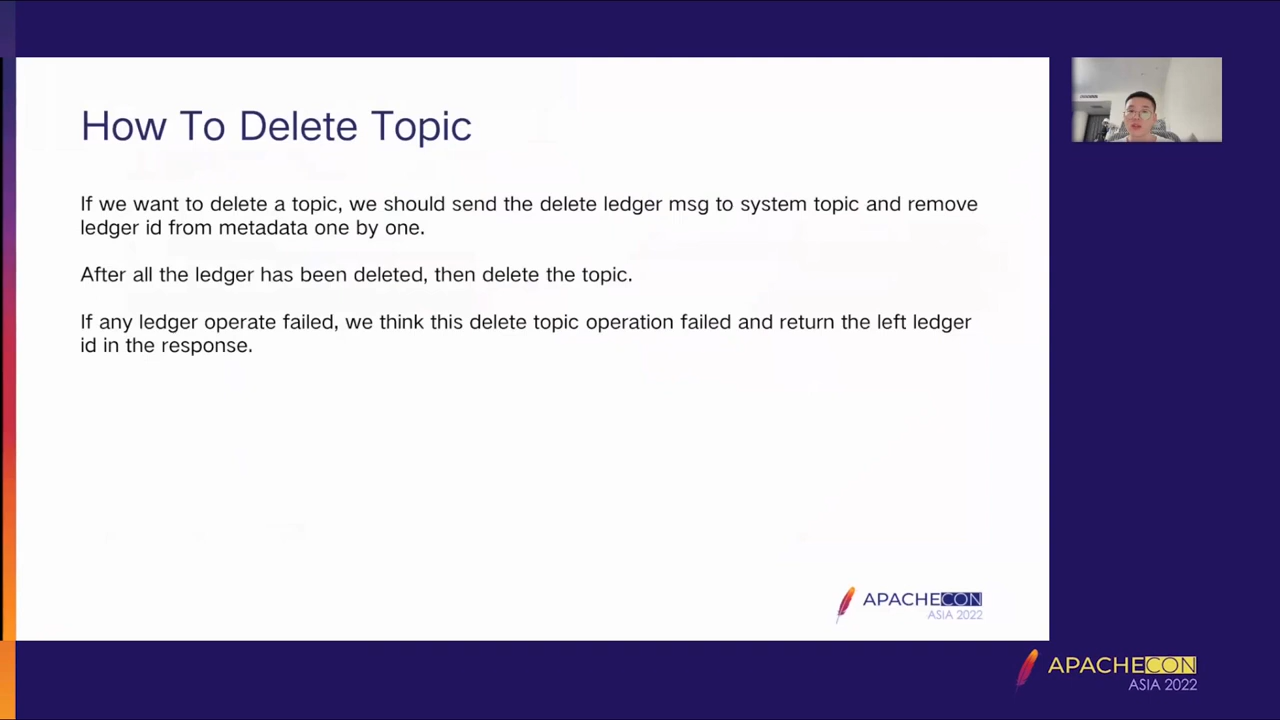 How To Delete Topic
If we want to delete a topic, we should send the delete ledger msg to system topic and remove
ledger id from metadata one by one.
After all the ledger has been deleted, then delete the topic.
If any ledger operate failed, we think this delete topic operation failed and return the left ledger
id in the response.
APACHECON
ASIA 2022
APACHECON
ASIA 2022